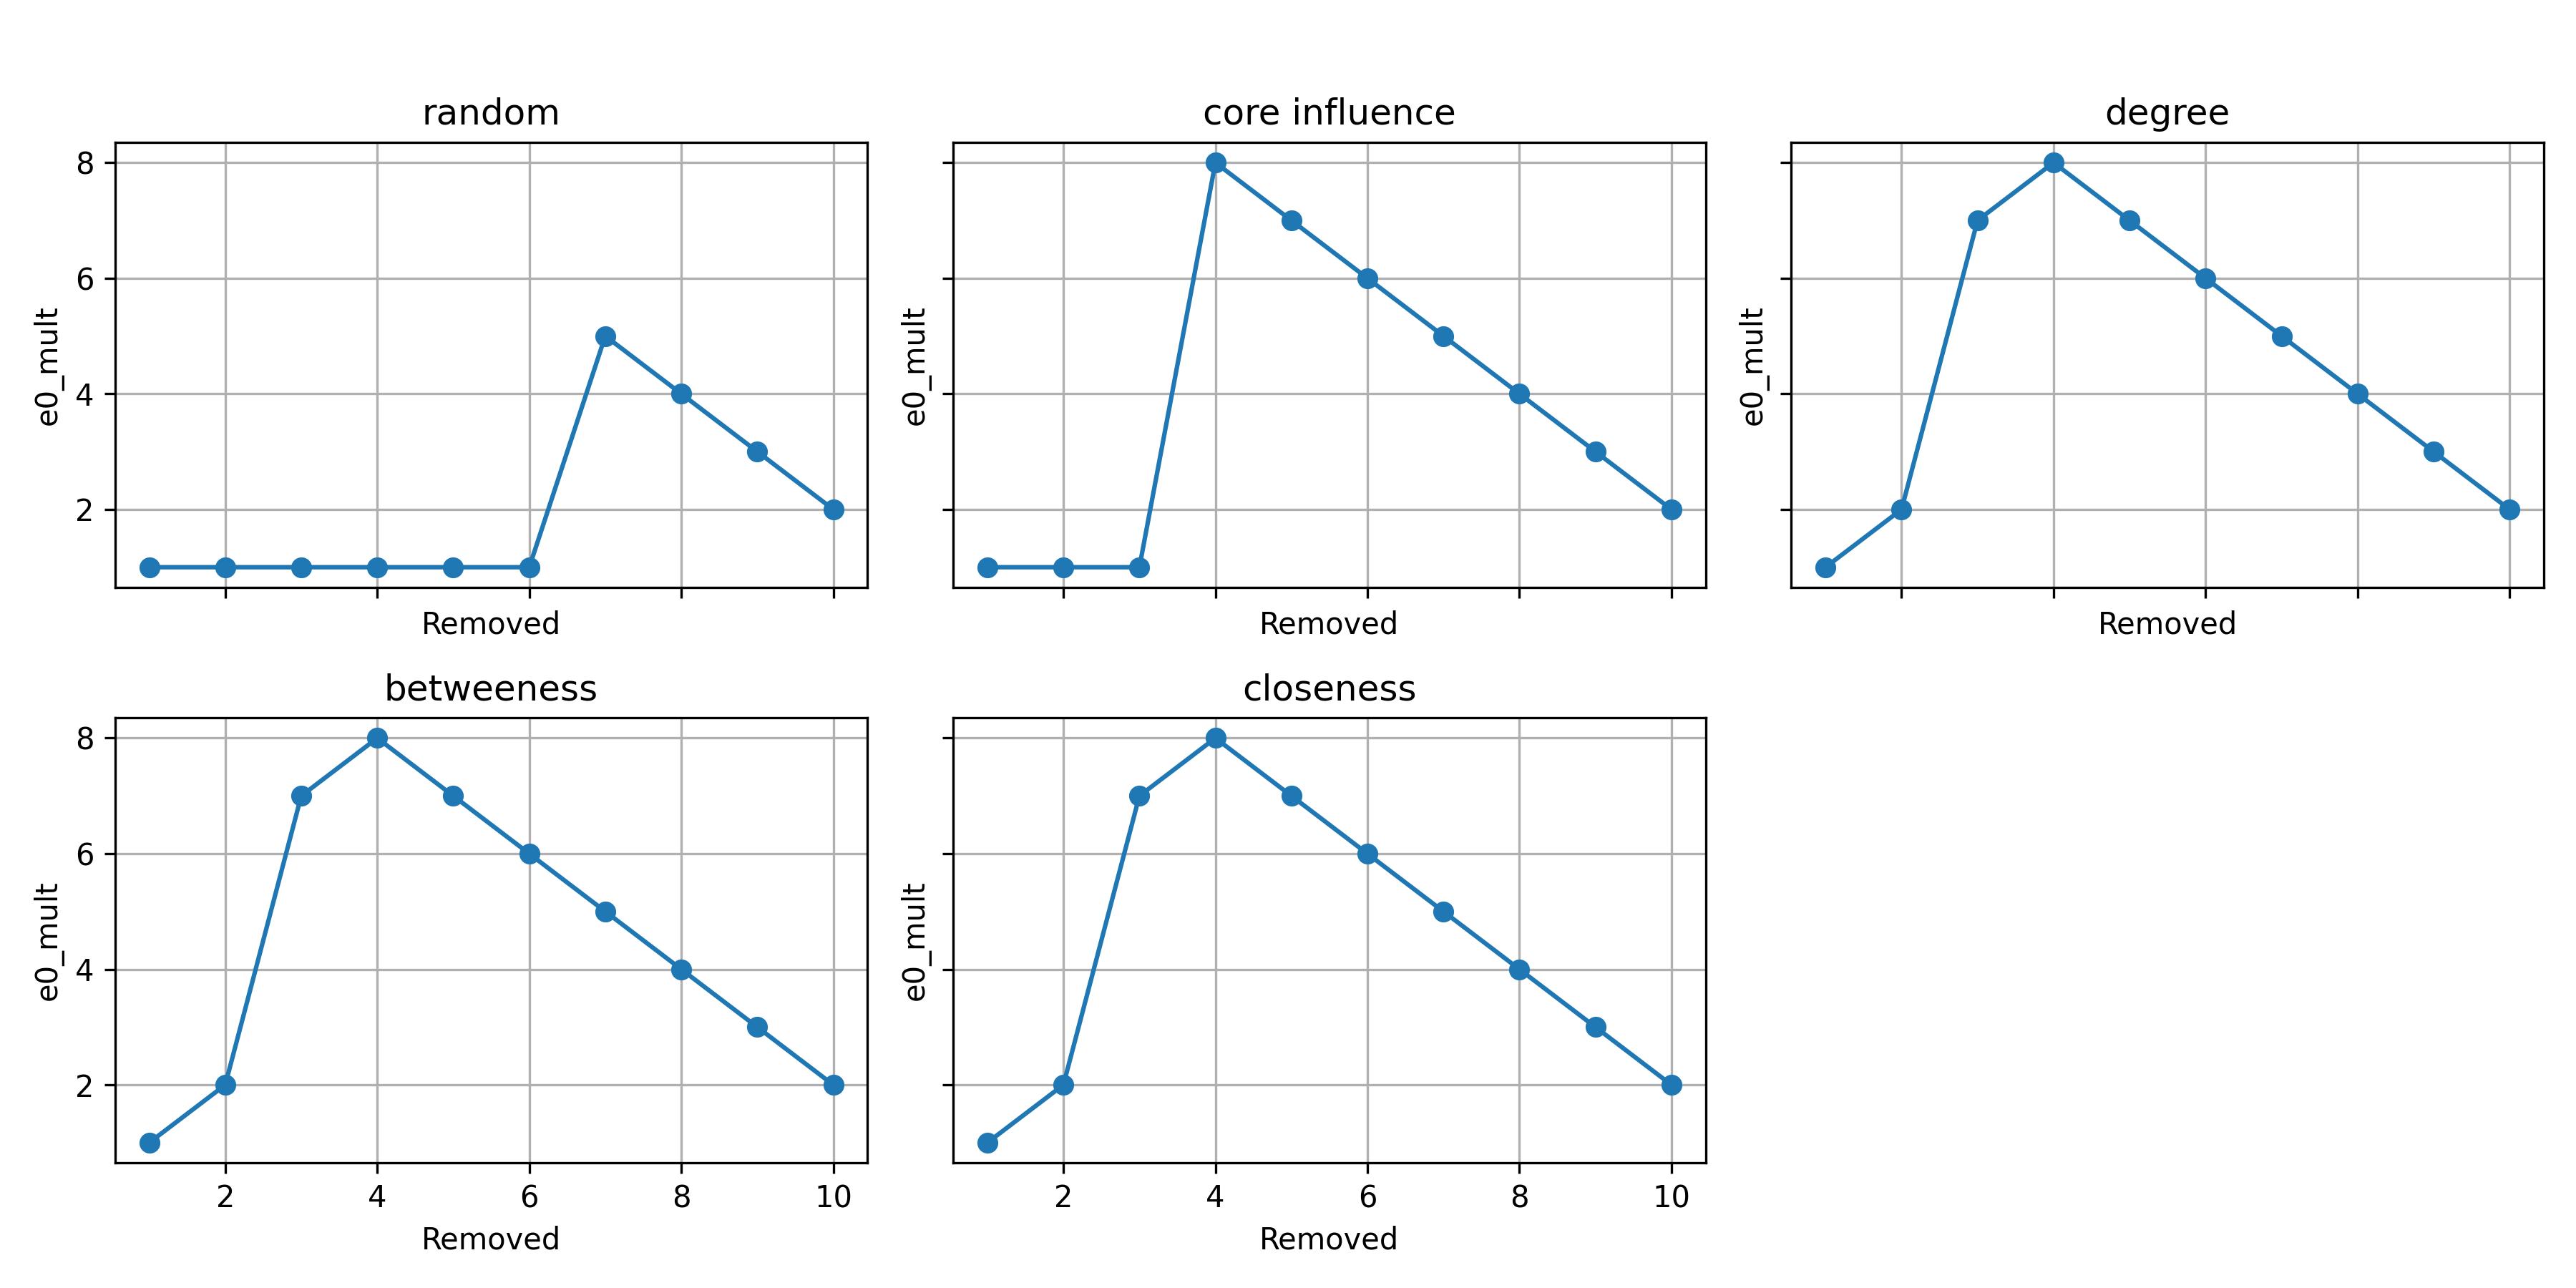 random
core influence
degree
8
6
4
2
e0_mult
e0_mult
e0_mult
Removed
Removed
Removed
betweeness
closeness
8
6
4
2
e0_mult
e0_mult
2 4 6 8 10
2 4 6 8 10
Removed
Removed